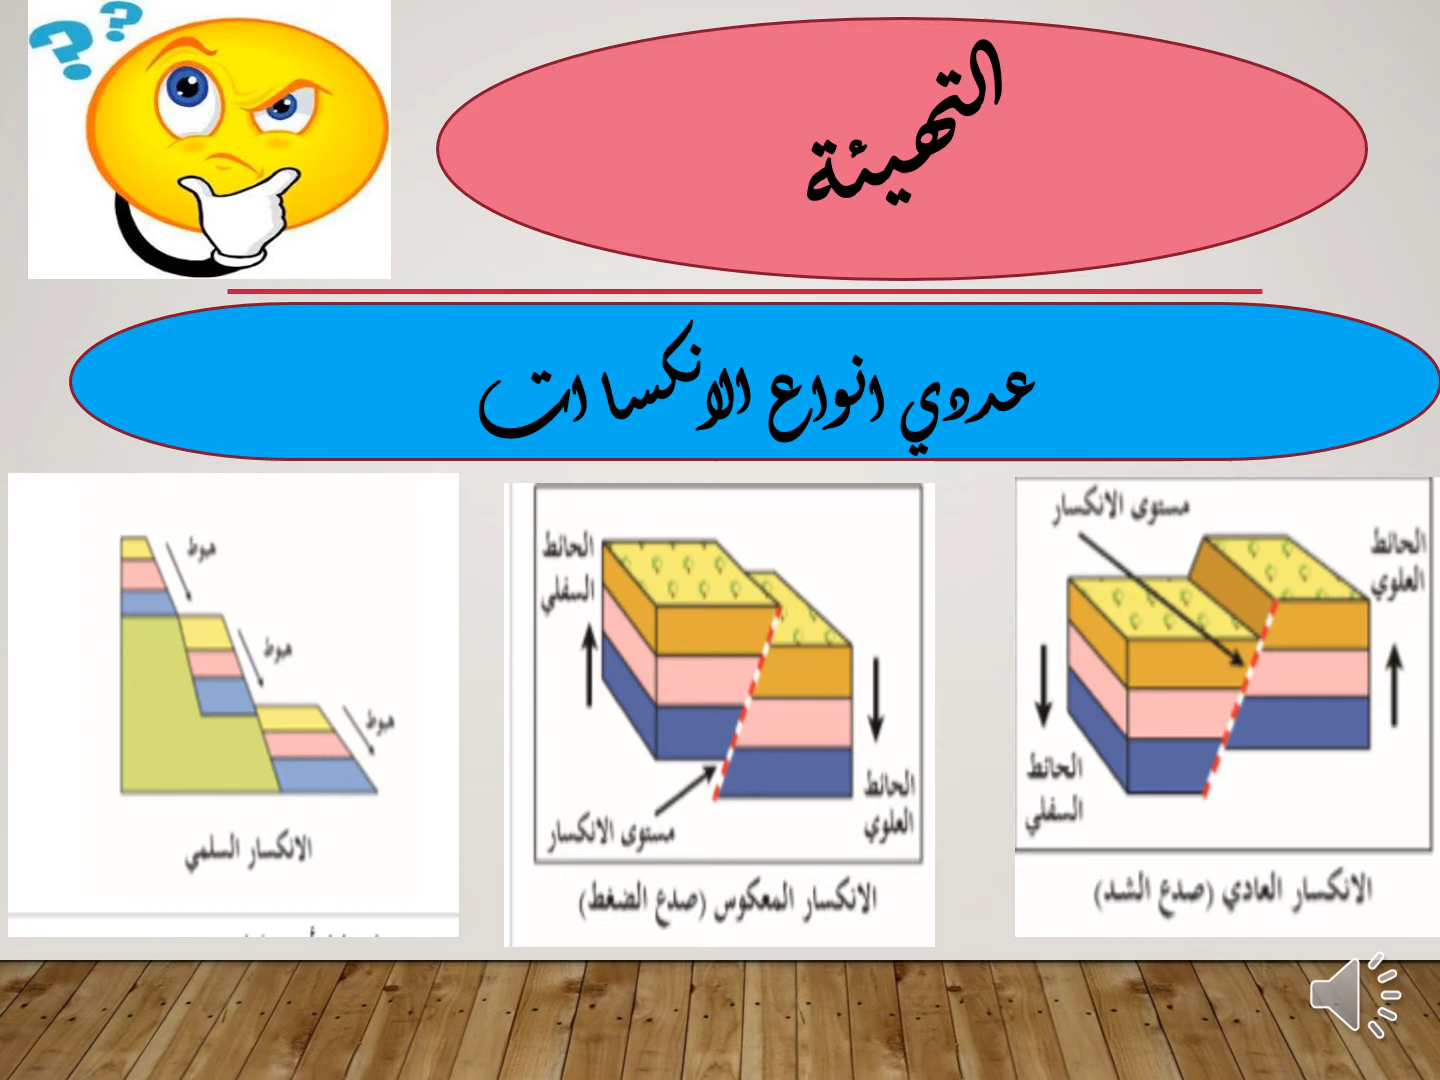 التهيئة
عددي انواع الانكسا ات
مستوى الانكسار
الحائط
العلوي
الحائط
السفلي
الانكسار العادي (صدع الشد)
الحائط
السفلي
الحائط
العلوي
مستوى الانكسار
الانكسار المعكوس (صدع الضغط)
هبوط
هبوط
هبوط
الانكسار السلمي